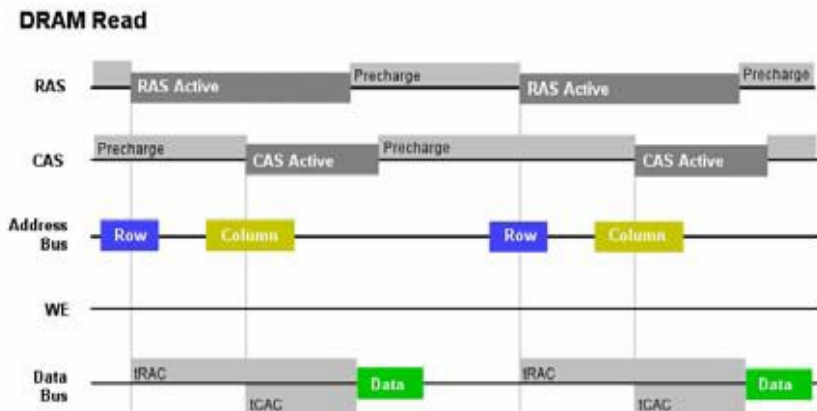 DRAM Read
RAS
RAS Active
Precharge
RAS Active
Precharge
CAS
Precharge
CAS Active
Precharge
CAS Active
Address
Bus
Row
Column
Row
Column
WE
Data
Bus
tRAC
tCAC
Data
tRAC
tCAC
Data